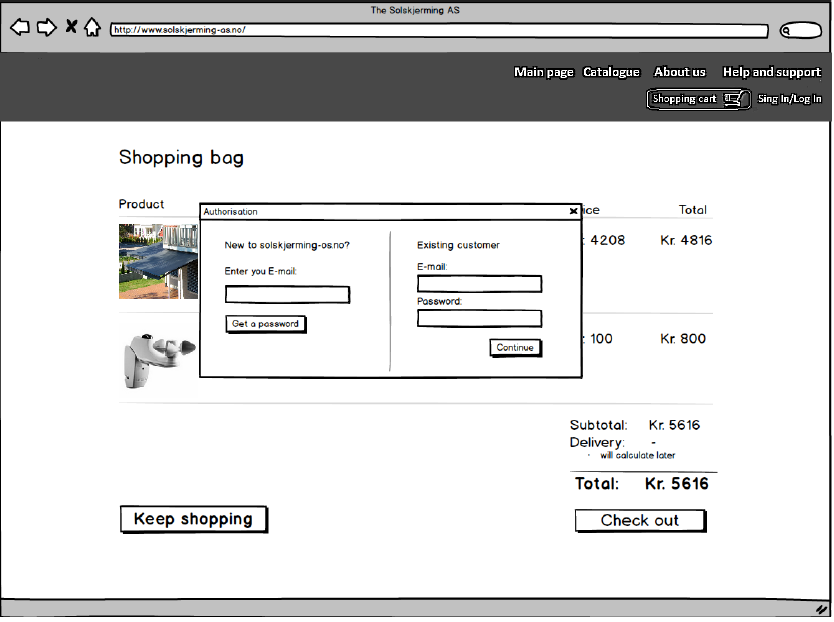 The Solskjerming AS
http://www.solskjerming-as.no/
Main page Catalogue About us Help and support
Shopping cart Sing In/Log In
Shopping bag
Product ice Total
Authorisation
New to solskjerming-as.no? Existing customer
Enter you E-mail: E-mail:
Password:
Get a password
Continue
: 4208 Kr. 4816
: 100 Kr. 800
Subtotal: Kr. 5616
Delivery: -
- will calculate later
Total: Kr. 5616
Keep shopping Check out